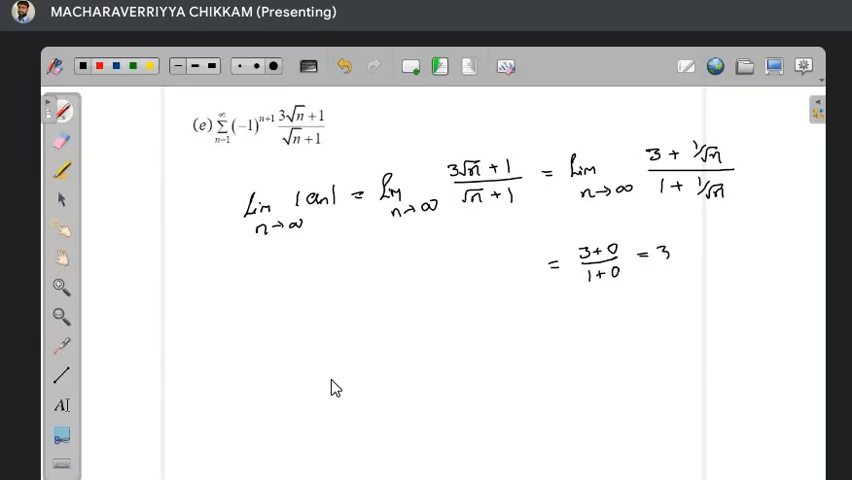 MACHARAVERRIYYA CHIKKAM (Presenting)
(e) ∑_{n=1}^{∞} (−1)^{n+1} (3√n+1)/(√n+1)
Lim_{n→∞} |an| = Lim_{n→∞} (3√n + 1)/(√n + 1) = Lim_{n→∞} (3 + 1/√n)/(1 + 1/√n)
= (3+0)/(1+0) = 3